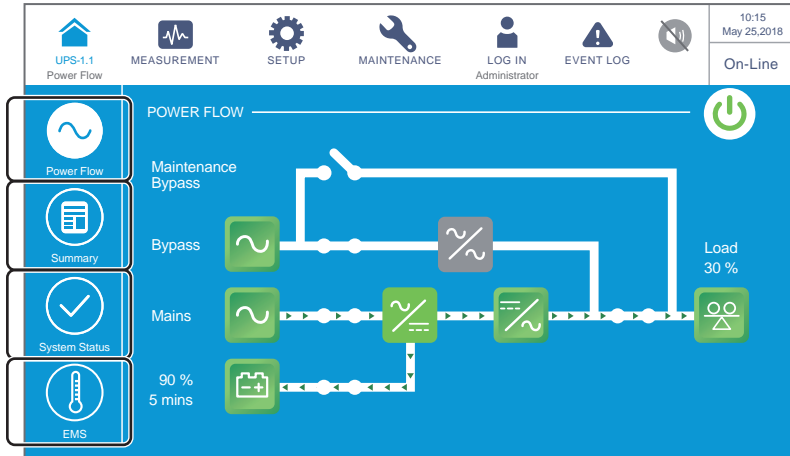 UPS-1.1
Power Flow
MEASUREMENT
SETUP
MAINTENANCE
LOG IN
Administrator
EVENT LOG
10:15
May 25,2018
On-Line
Power Flow
Summary
System Status
EMS
POWER FLOW
Maintenance
Bypass
Bypass
Mains
90 %
5 mins
Load
30 %